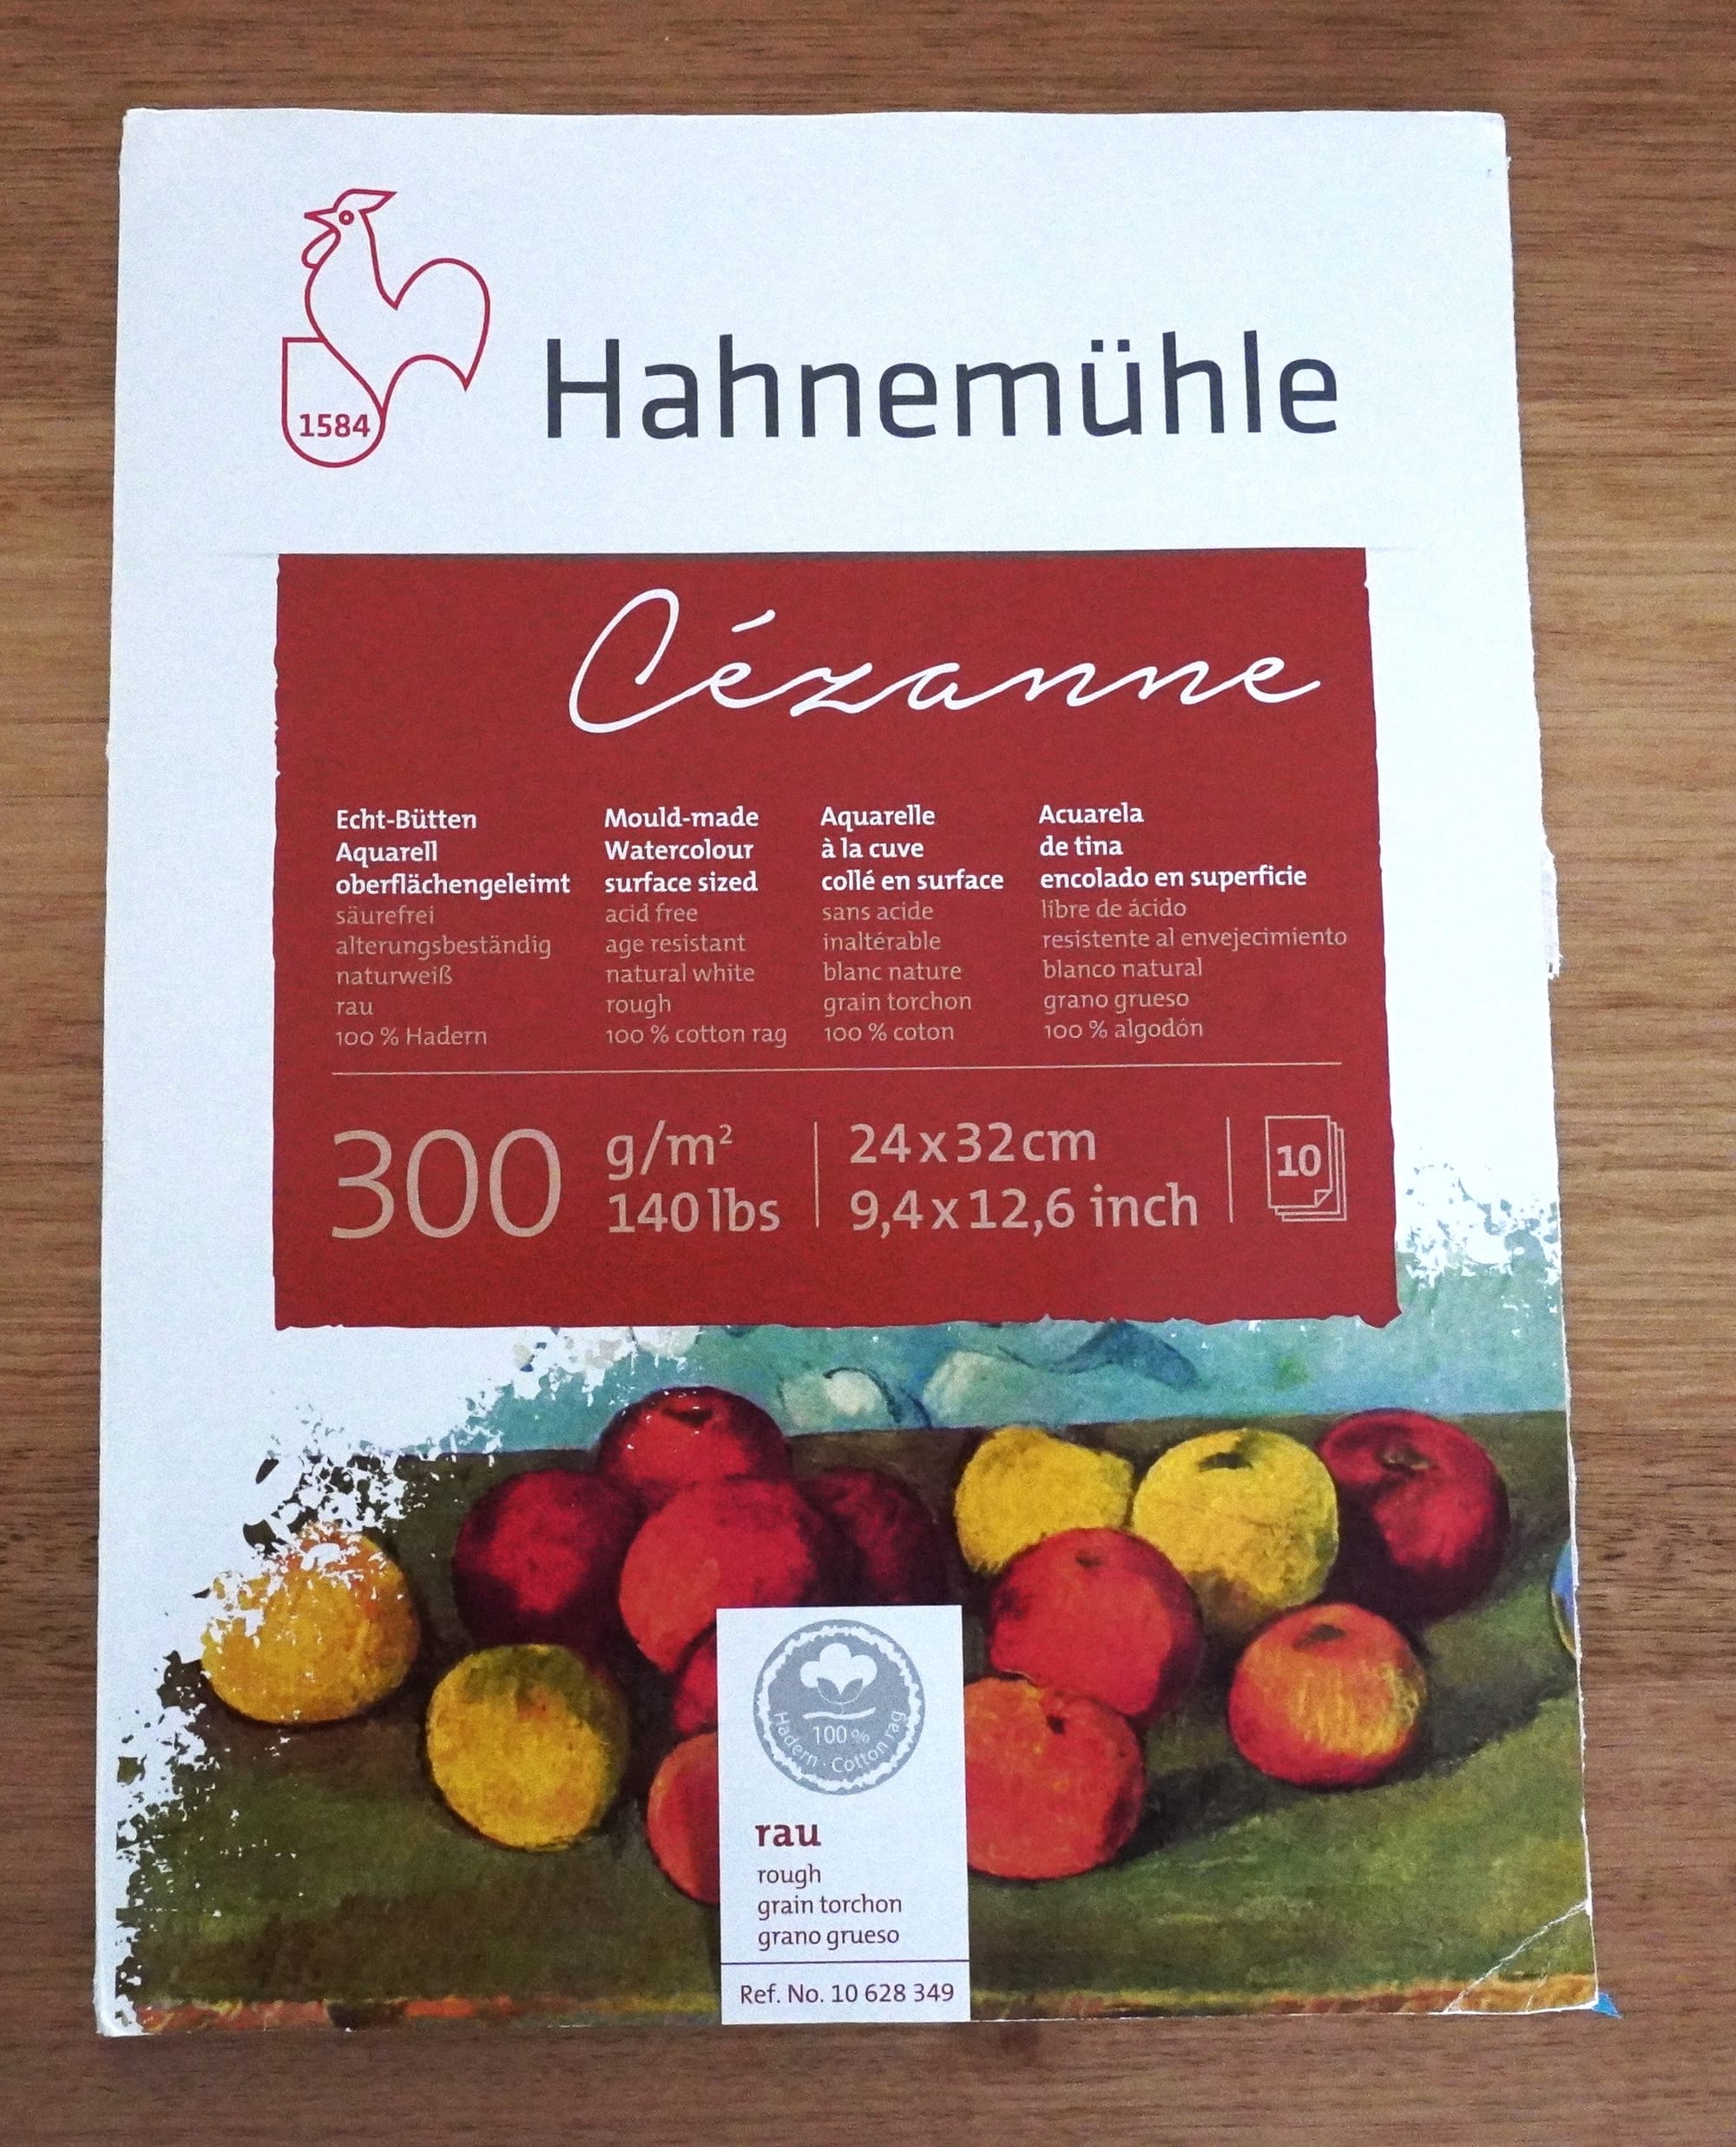 1584
Hahnemühle
Cézanne
Echt-Bütten
Aquarell
oberflächengeleimt
säurefrei
alterungsbeständig
naturweiß
rau
100 % Hadern
Mould-made
Watercolour
surface sized
acid free
age resistant
natural white
rough
100 % cotton rag
Aquarelle
à la cuve
collé en surface
sans acide
inaltérable
blanc nature
grain torchon
100 % coton
Acuarela
de tina
encolado en superficie
libre de ácido
resistente al envejecimiento
blanco natural
grano grueso
100 % algodón
300
g/m²
140 lbs
24 x 32 cm
9,4 x 12,6 inch
10
100 %
Hadern · Cotton rag
rau
rough
grain torchon
grano grueso
Ref. No. 10 628 349